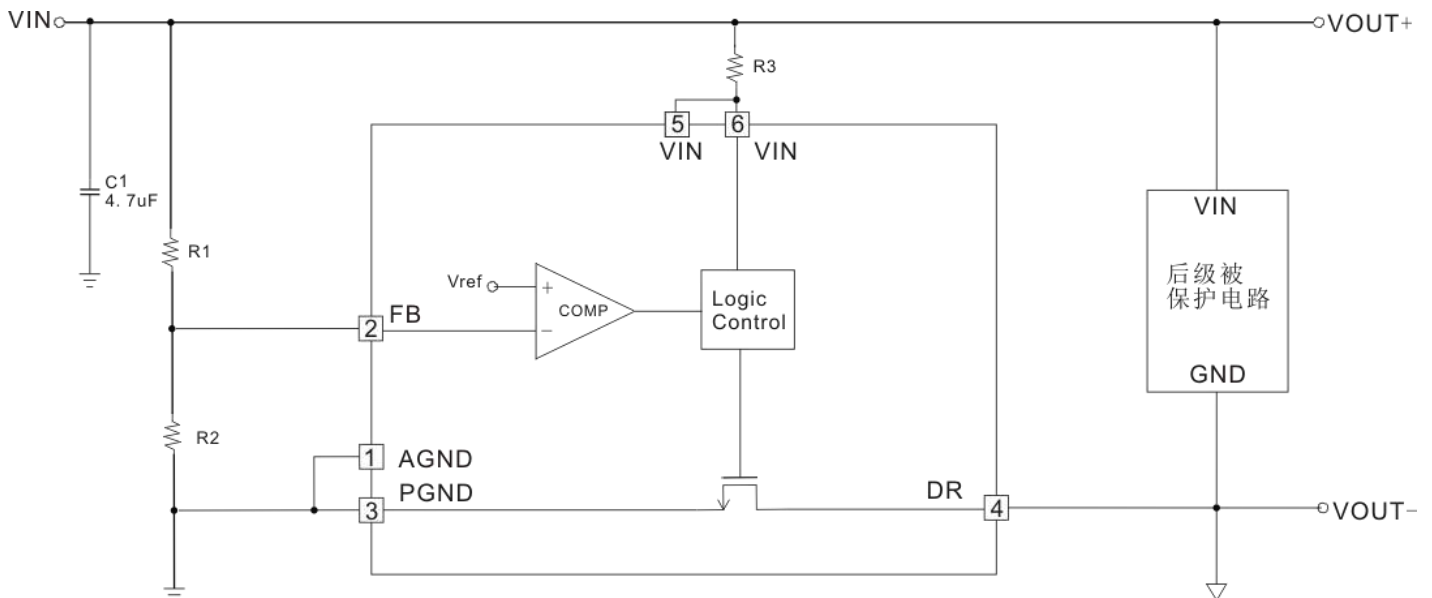 VIN
VOUT+
R3
5
6
VIN
VIN
C1
4.7uF
VIN
R1
后级被
保护电路
Vref
+
COMP
−
Logic
Control
FB
2
GND
R2
1
AGND
PGND
3
DR
4
VOUT−